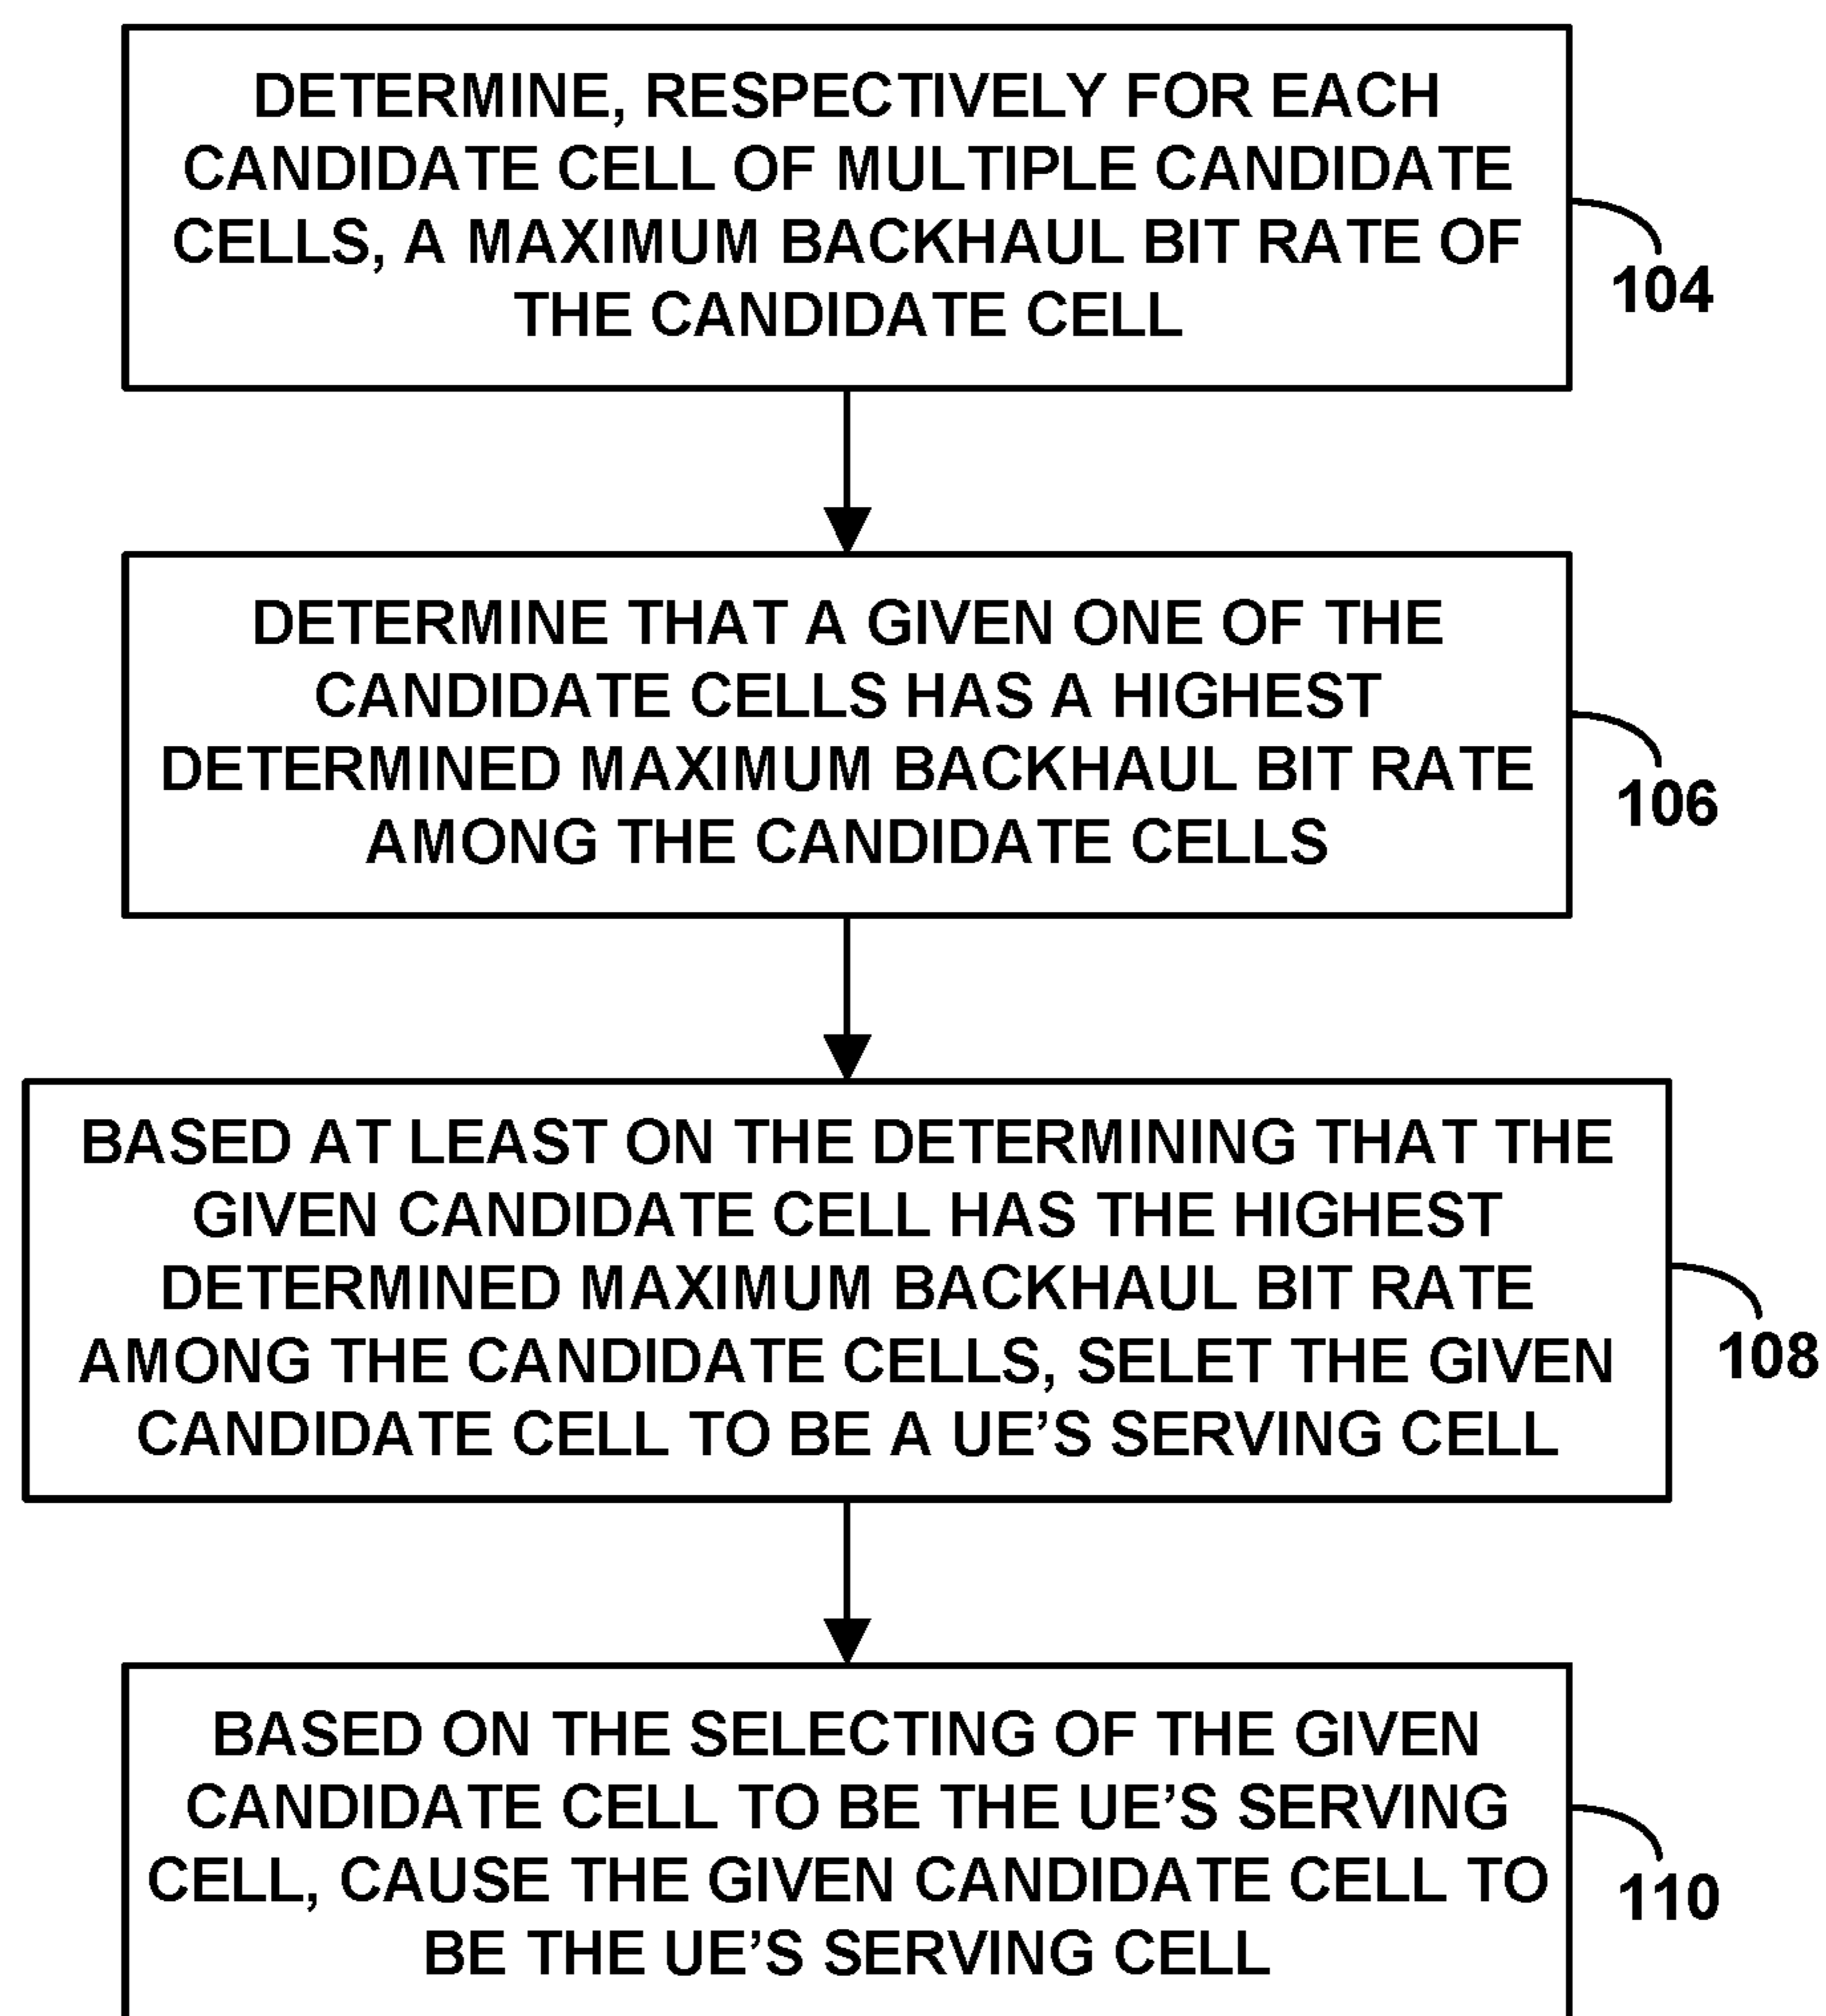 DETERMINE, RESPECTIVELY FOR EACH
CANDIDATE CELL OF MULTIPLE CANDIDATE
CELLS, A MAXIMUM BACKHAUL BIT RATE OF
THE CANDIDATE CELL
104
DETERMINE THAT A GIVEN ONE OF THE
CANDIDATE CELLS HAS A HIGHEST
DETERMINED MAXIMUM BACKHAUL BIT RATE
AMONG THE CANDIDATE CELLS
106
BASED AT LEAST ON THE DETERMINING THAT THE
GIVEN CANDIDATE CELL HAS THE HIGHEST
DETERMINED MAXIMUM BACKHAUL BIT RATE
AMONG THE CANDIDATE CELLS, SELET THE GIVEN
CANDIDATE CELL TO BE A UE’S SERVING CELL
108
BASED ON THE SELECTING OF THE GIVEN
CANDIDATE CELL TO BE THE UE’S SERVING
CELL, CAUSE THE GIVEN CANDIDATE CELL TO
BE THE UE’S SERVING CELL
110